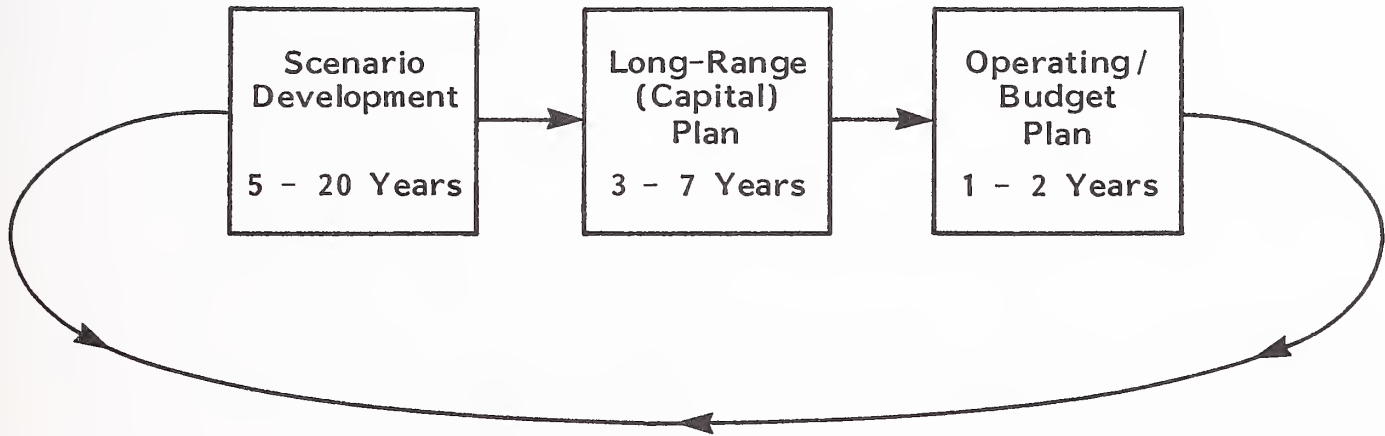 Scenario
Development
5 - 20 Years
Long-Range
(Capital)
Plan
3 - 7 Years
Operating/
Budget
Plan
1 - 2 Years